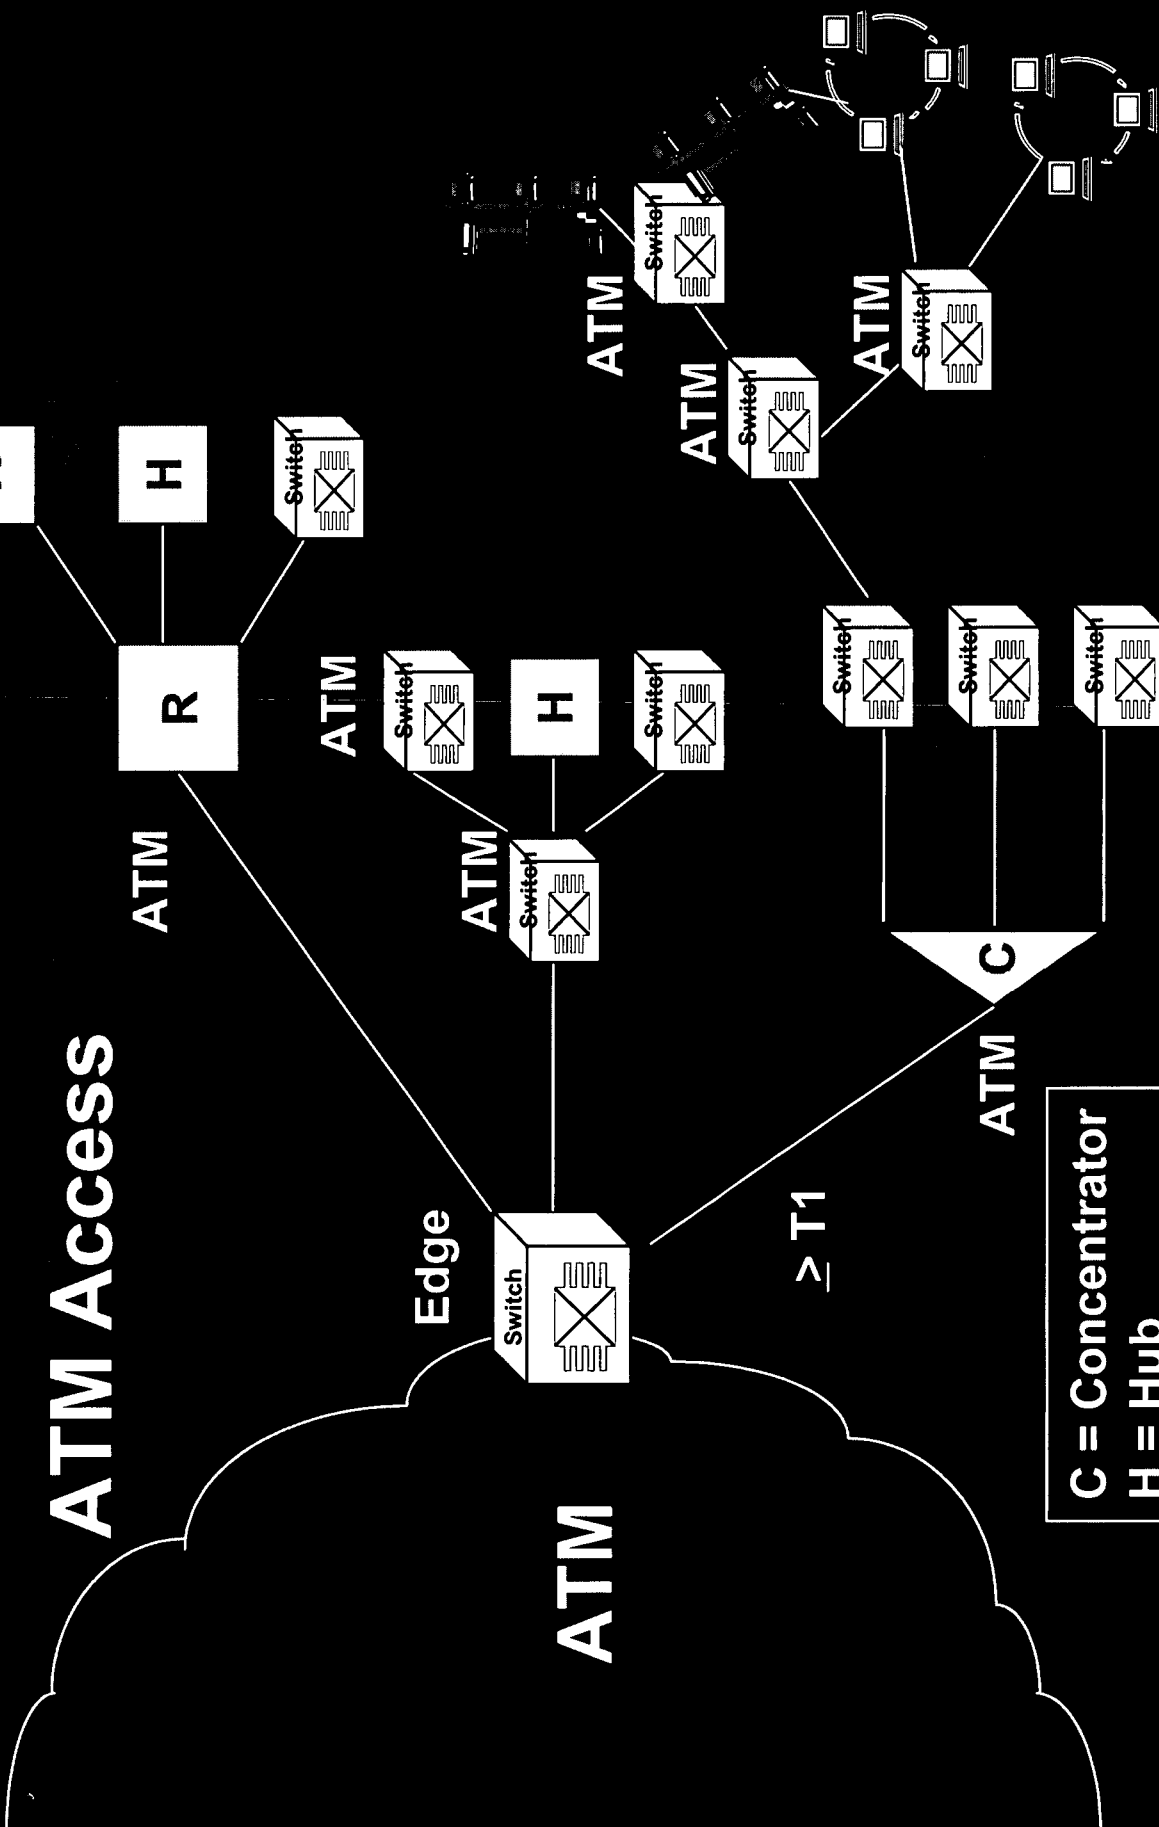 ATM Access
H
Switch
R
ATM
ATM
Switch
H
Switch
ATM
Switch
Edge
Switch
ATM
≥ T1
ATM
Switch
ATM
Switch
ATM
Switch
Switch
Switch
Switch
C
ATM
C = Concentrator
H = Hub